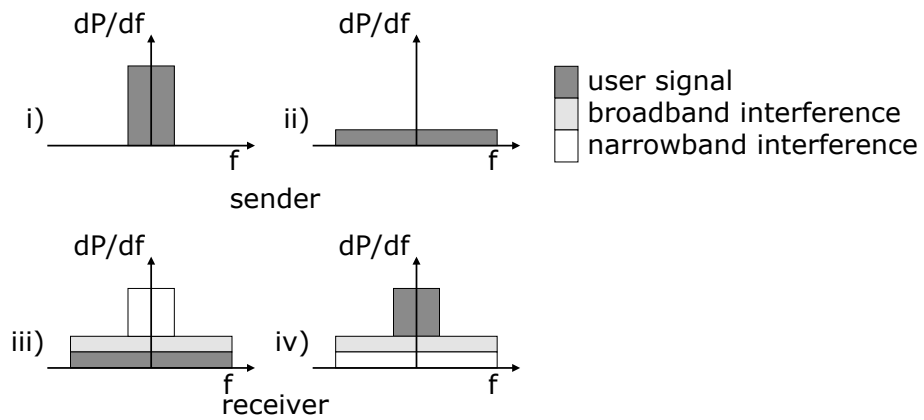 dP/df
dP/df
user signal
broadband interference
narrowband interference
i)
ii)
f
f
sender
dP/df
dP/df
iii)
iv)
f
f
receiver